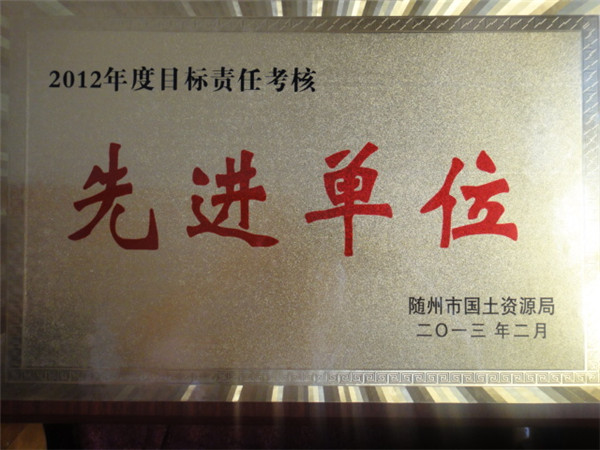 2012年度目标责任考核
先进单位
随州市国土资源局
二〇一三 年二月